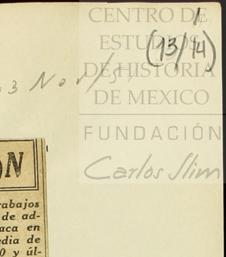 CENTRO DE
1
ESTUDIOS
(13/14)
DE HISTORIA
3 Nov/
DE MEXICO
FUNDACIÓN
Carlos Slim
ÓN
rabajos
de ad-
aca en
edia de
0 y úl-